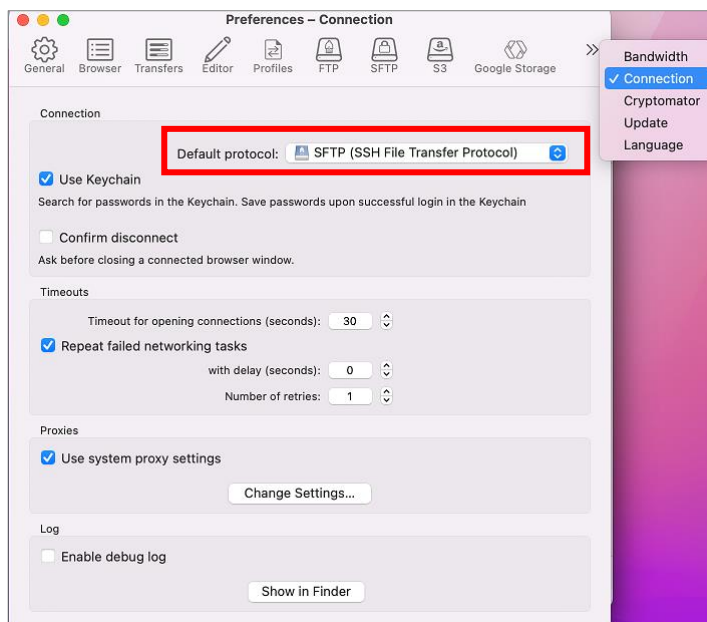 Preferences – Connection
General Browser Transfers Editor Profiles FTP SFTP S3 Google Storage
Bandwidth
Connection
Cryptomator
Update
Language
Connection
Default protocol: SFTP (SSH File Transfer Protocol)
Use Keychain
Search for passwords in the Keychain. Save passwords upon successful login in the Keychain
Confirm disconnect
Ask before closing a connected browser window.
Timeouts
Timeout for opening connections (seconds): 30
Repeat failed networking tasks
with delay (seconds): 0
Number of retries: 1
Proxies
Use system proxy settings
Change Settings...
Log
Enable debug log
Show in Finder